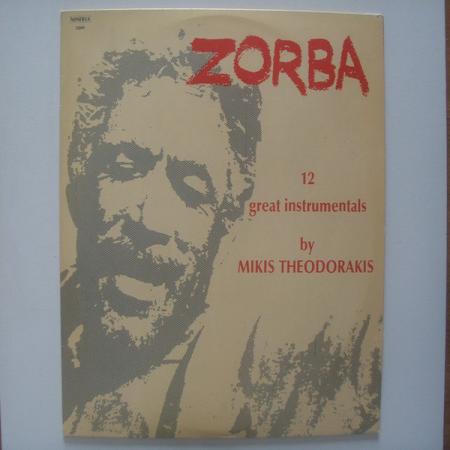 ZORBA
12
great instrumentals
by
MIKIS THEODORAKIS